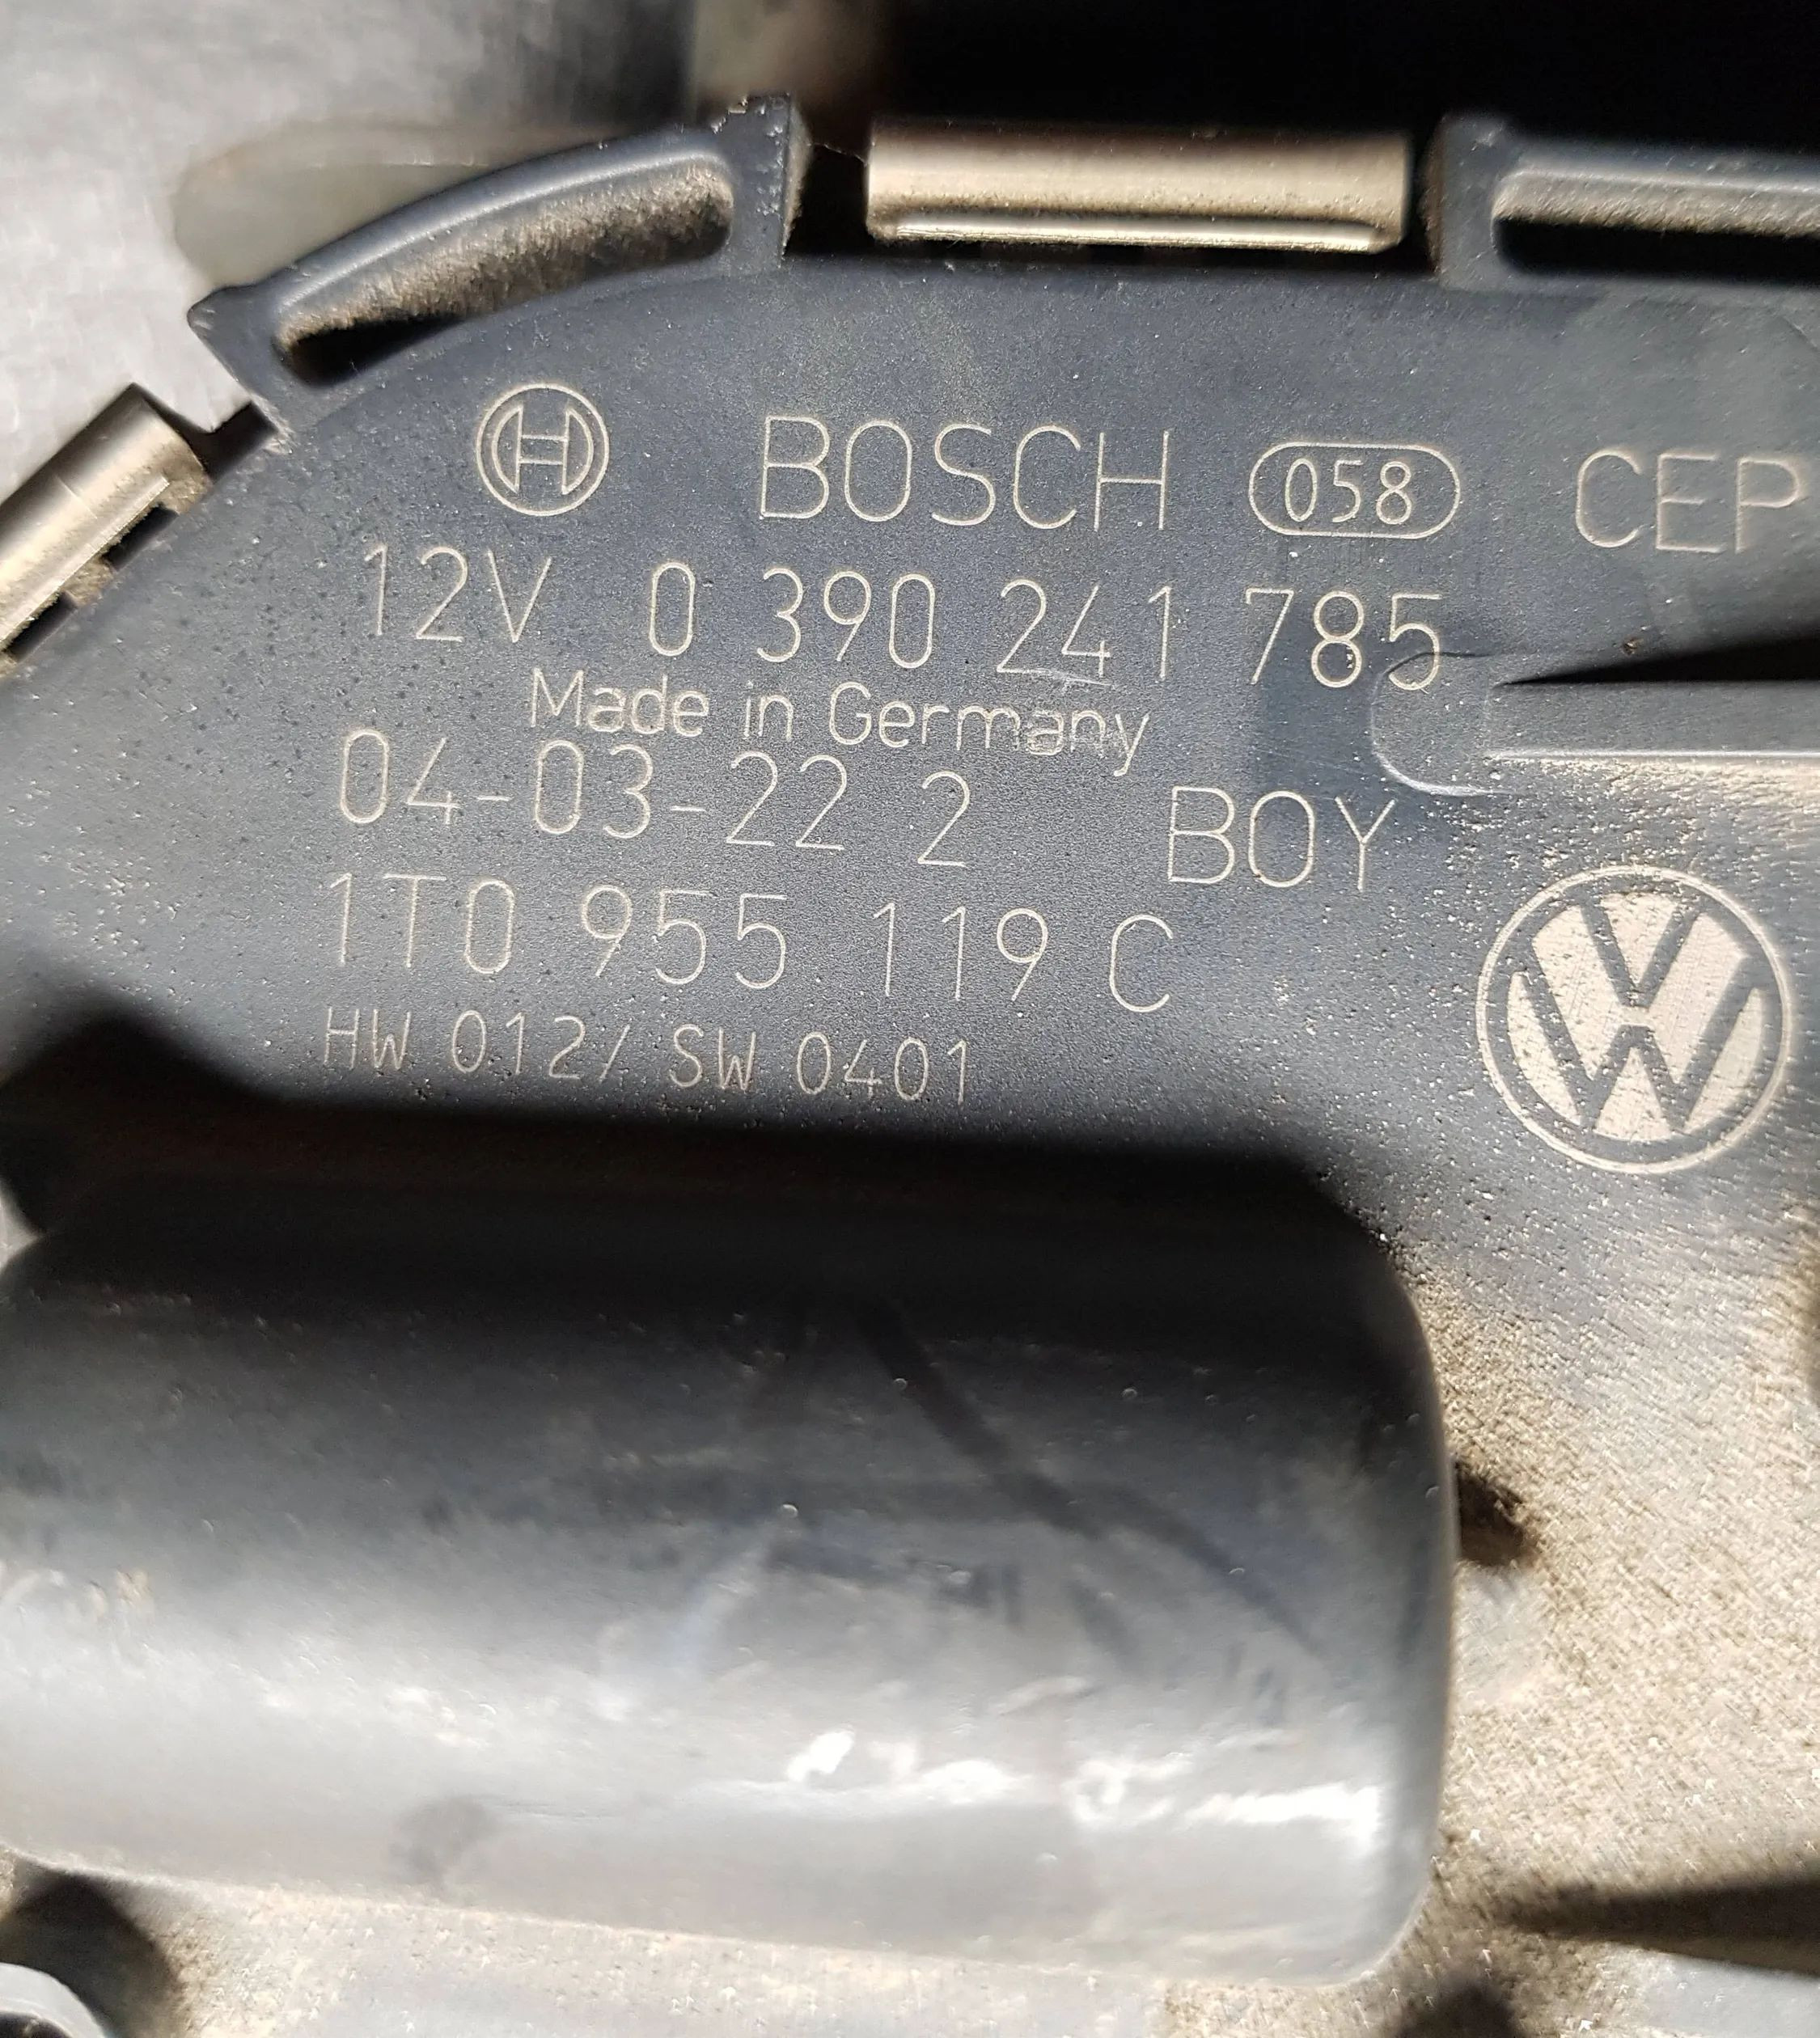 BOSCH 058 CEP
12V 0 390 241 785
Made in Germany
04-03-22 2 BOY
1T0 955 119 C
HW 012/ SW 0401